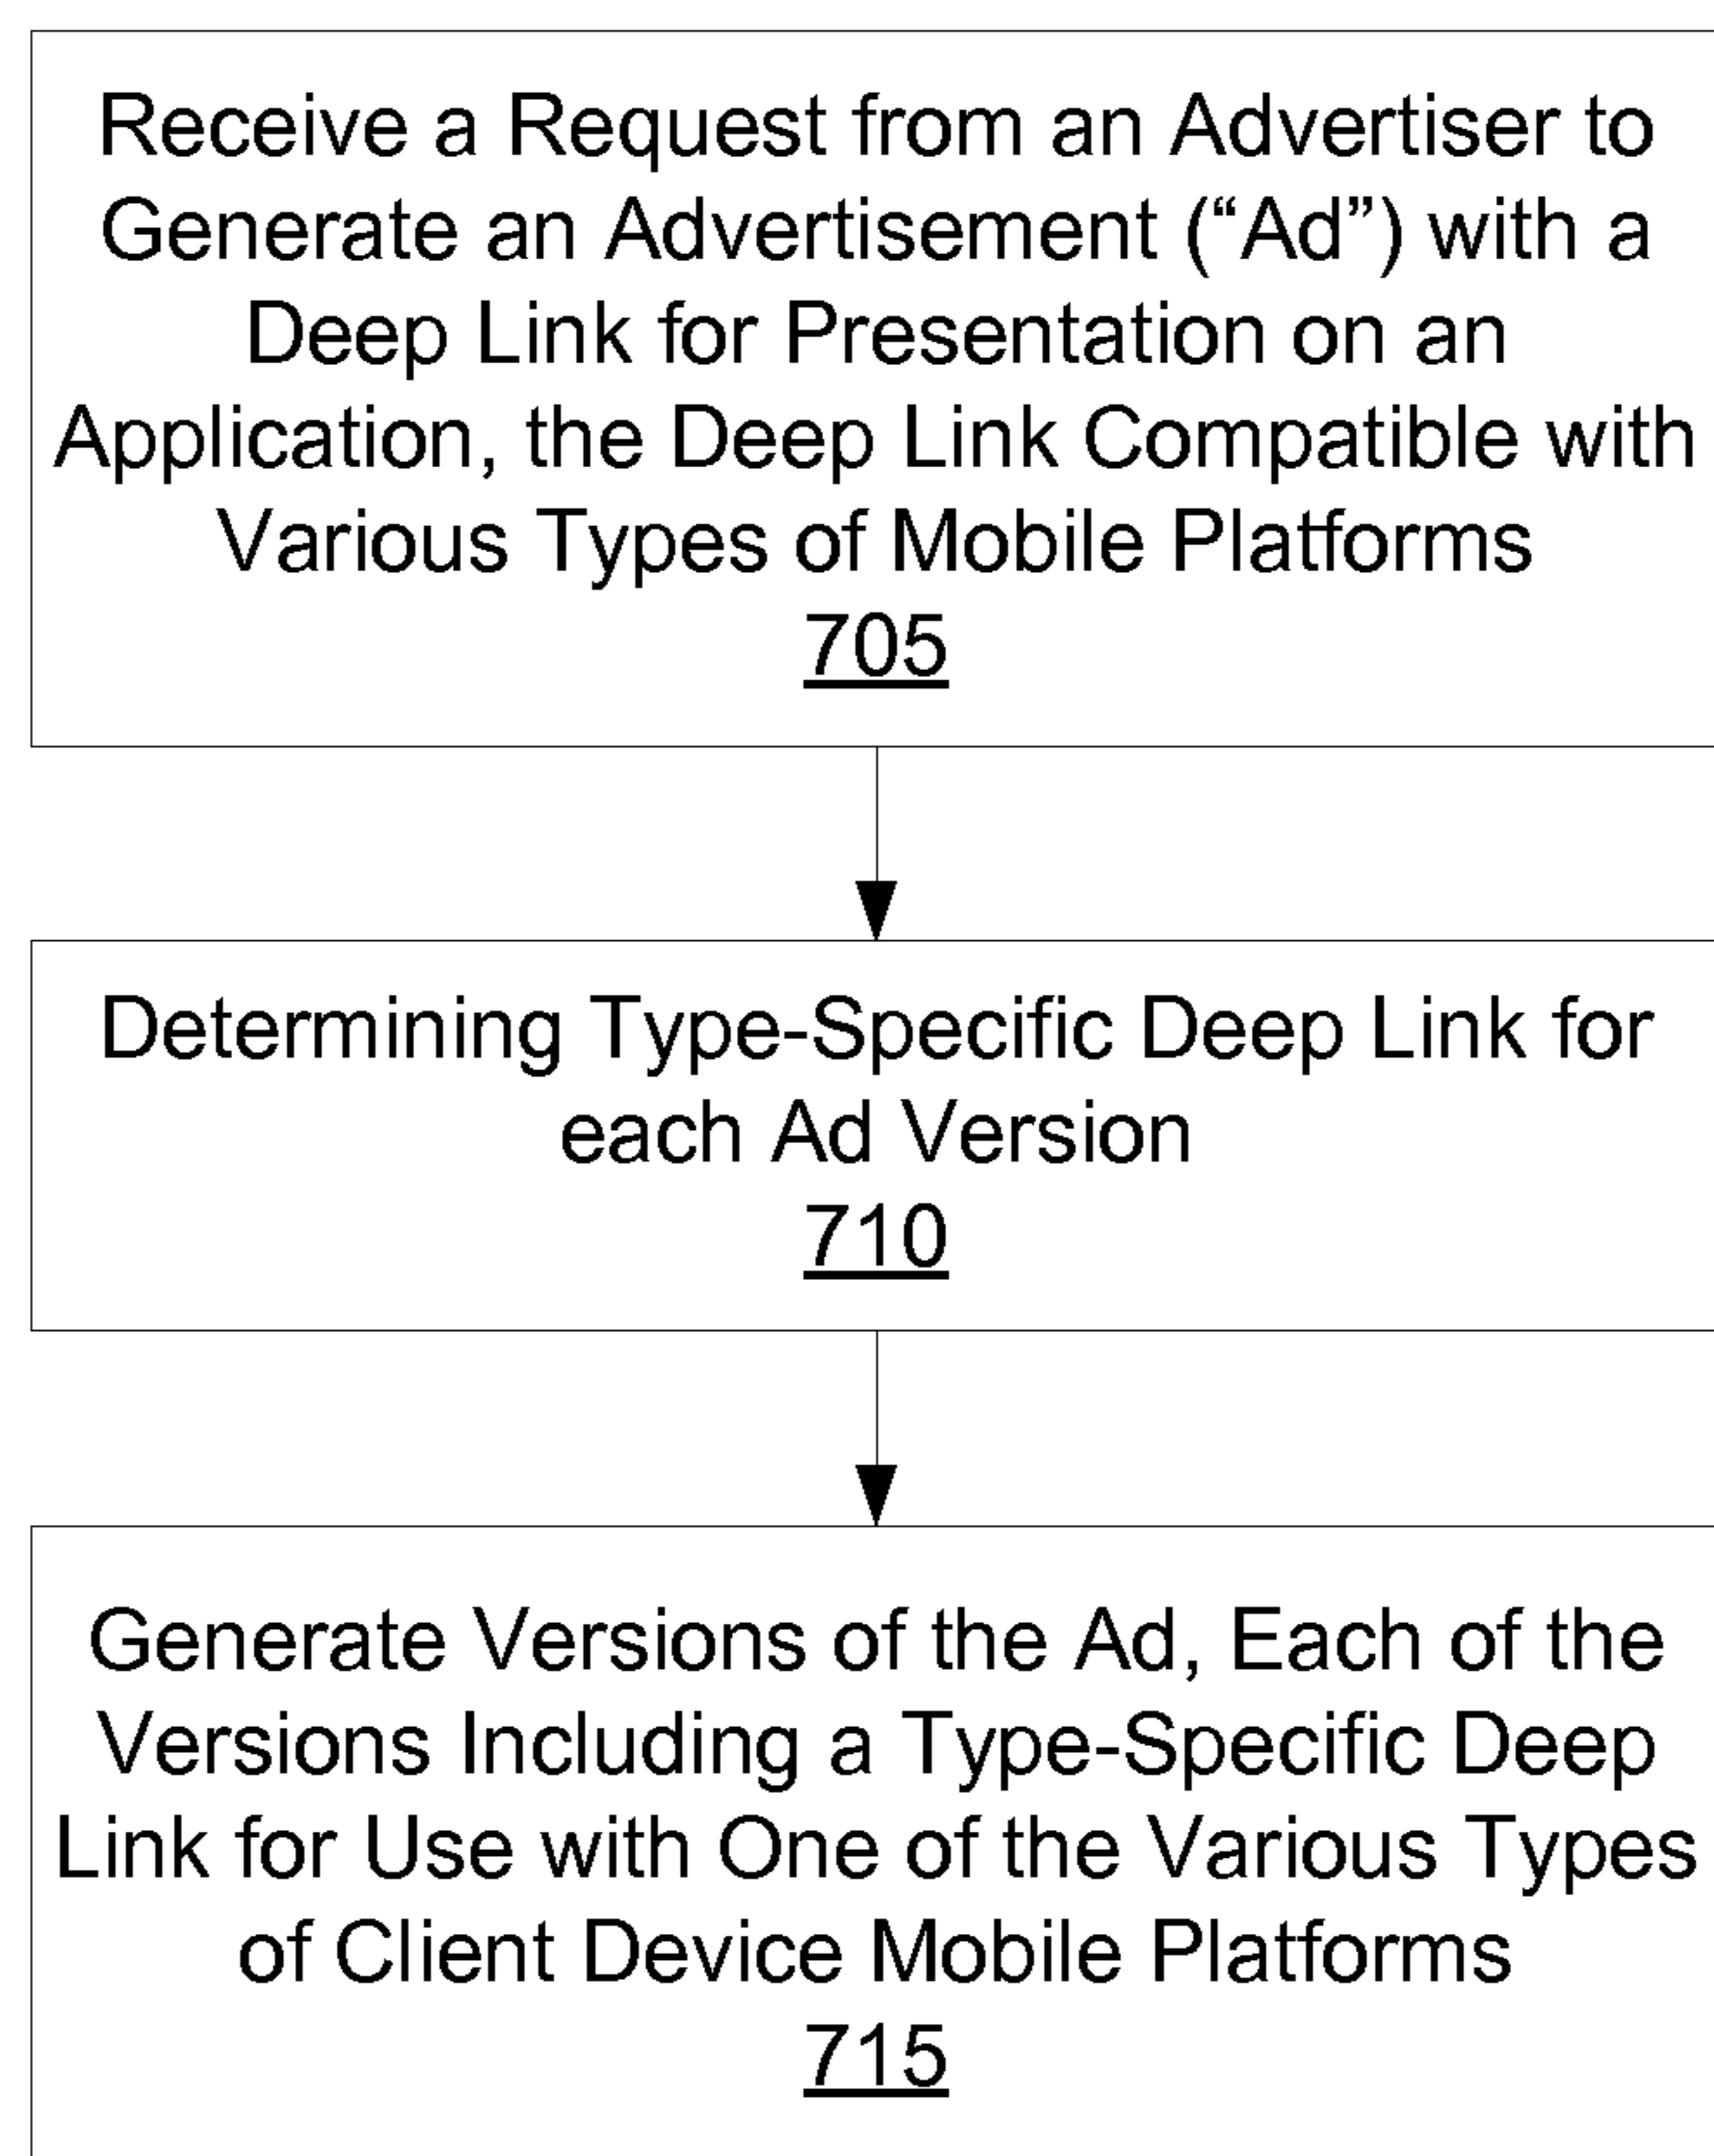 Receive a Request from an Advertiser to
Generate an Advertisement (“Ad”) with a
Deep Link for Presentation on an
Application, the Deep Link Compatible with
Various Types of Mobile Platforms
705
Determining Type-Specific Deep Link for
each Ad Version
710
Generate Versions of the Ad, Each of the
Versions Including a Type-Specific Deep
Link for Use with One of the Various Types
of Client Device Mobile Platforms
715